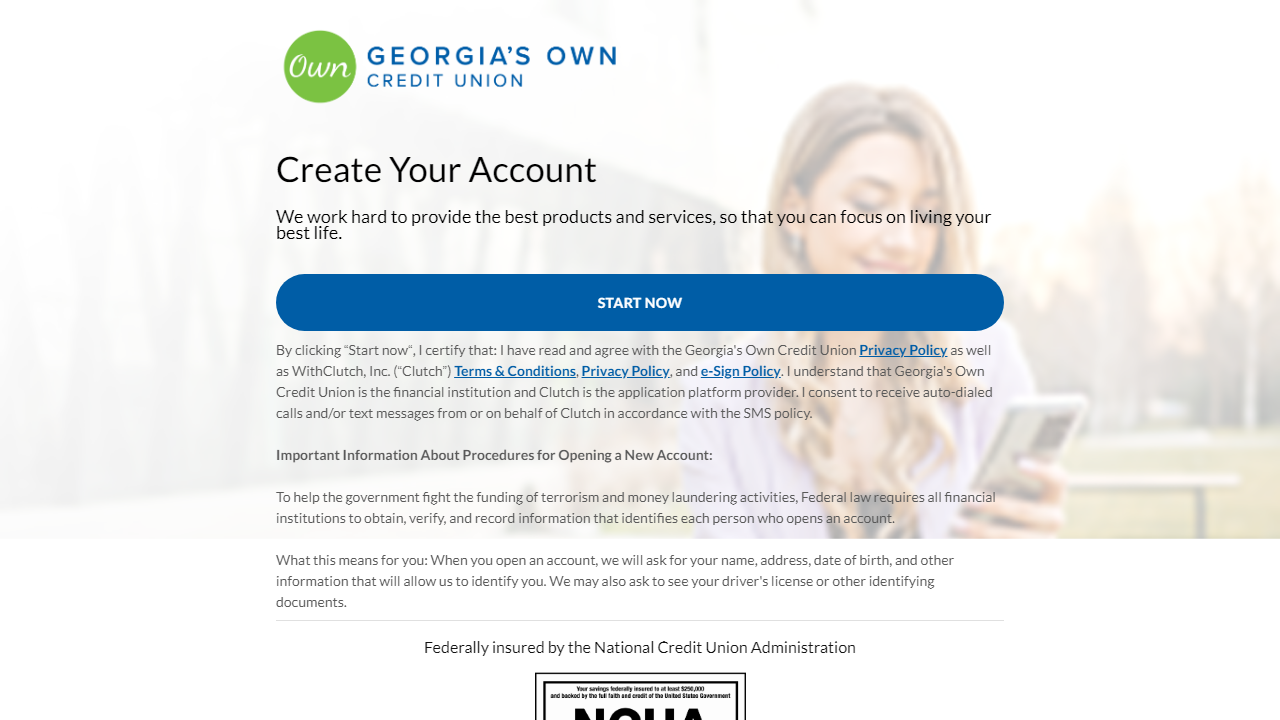 Own
GEORGIA'S OWN
CREDIT UNION
Create Your Account
We work hard to provide the best products and services, so that you can focus on living your
best life.
START NOW
By clicking “Start now“, I certify that: I have read and agree with the Georgia's Own Credit Union Privacy Policy as well
as WithClutch, Inc. (“Clutch”) Terms & Conditions, Privacy Policy, and e-Sign Policy. I understand that Georgia's Own
Credit Union is the financial institution and Clutch is the application platform provider. I consent to receive auto-dialed
calls and/or text messages from or on behalf of Clutch in accordance with the SMS policy.
Important Information About Procedures for Opening a New Account:
To help the government fight the funding of terrorism and money laundering activities, Federal law requires all financial
institutions to obtain, verify, and record information that identifies each person who opens an account.
What this means for you: When you open an account, we will ask for your name, address, date of birth, and other
information that will allow us to identify you. We may also ask to see your driver's license or other identifying
documents.
Federally insured by the National Credit Union Administration
Your savings federally insured to at least $250,000
and backed by the full faith and credit of the United States Government
NCUA